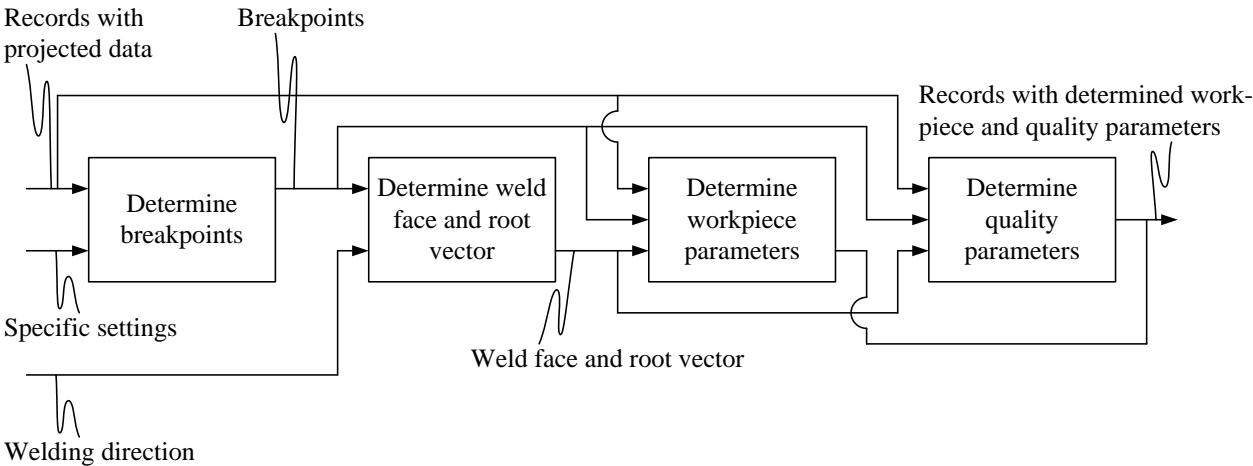 Records with
projected data
Breakpoints
Records with determined work-
piece and quality parameters
Determine
breakpoints
Determine weld
face and root
vector
Determine
workpiece
parameters
Determine
quality
parameters
Specific settings
Weld face and root vector
Welding direction